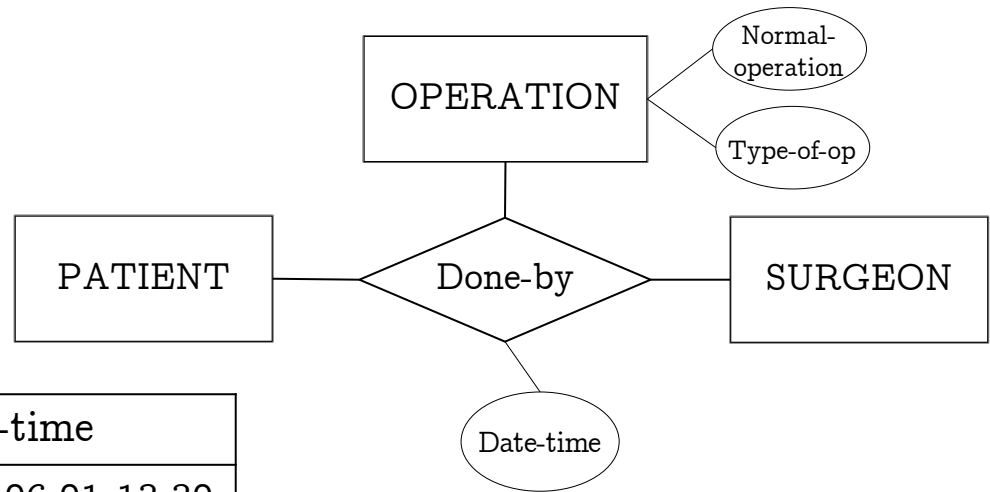 Normal-
operation
OPERATION
Type-of-op
PATIENT
Done-by
SURGEON
-time
Date-time